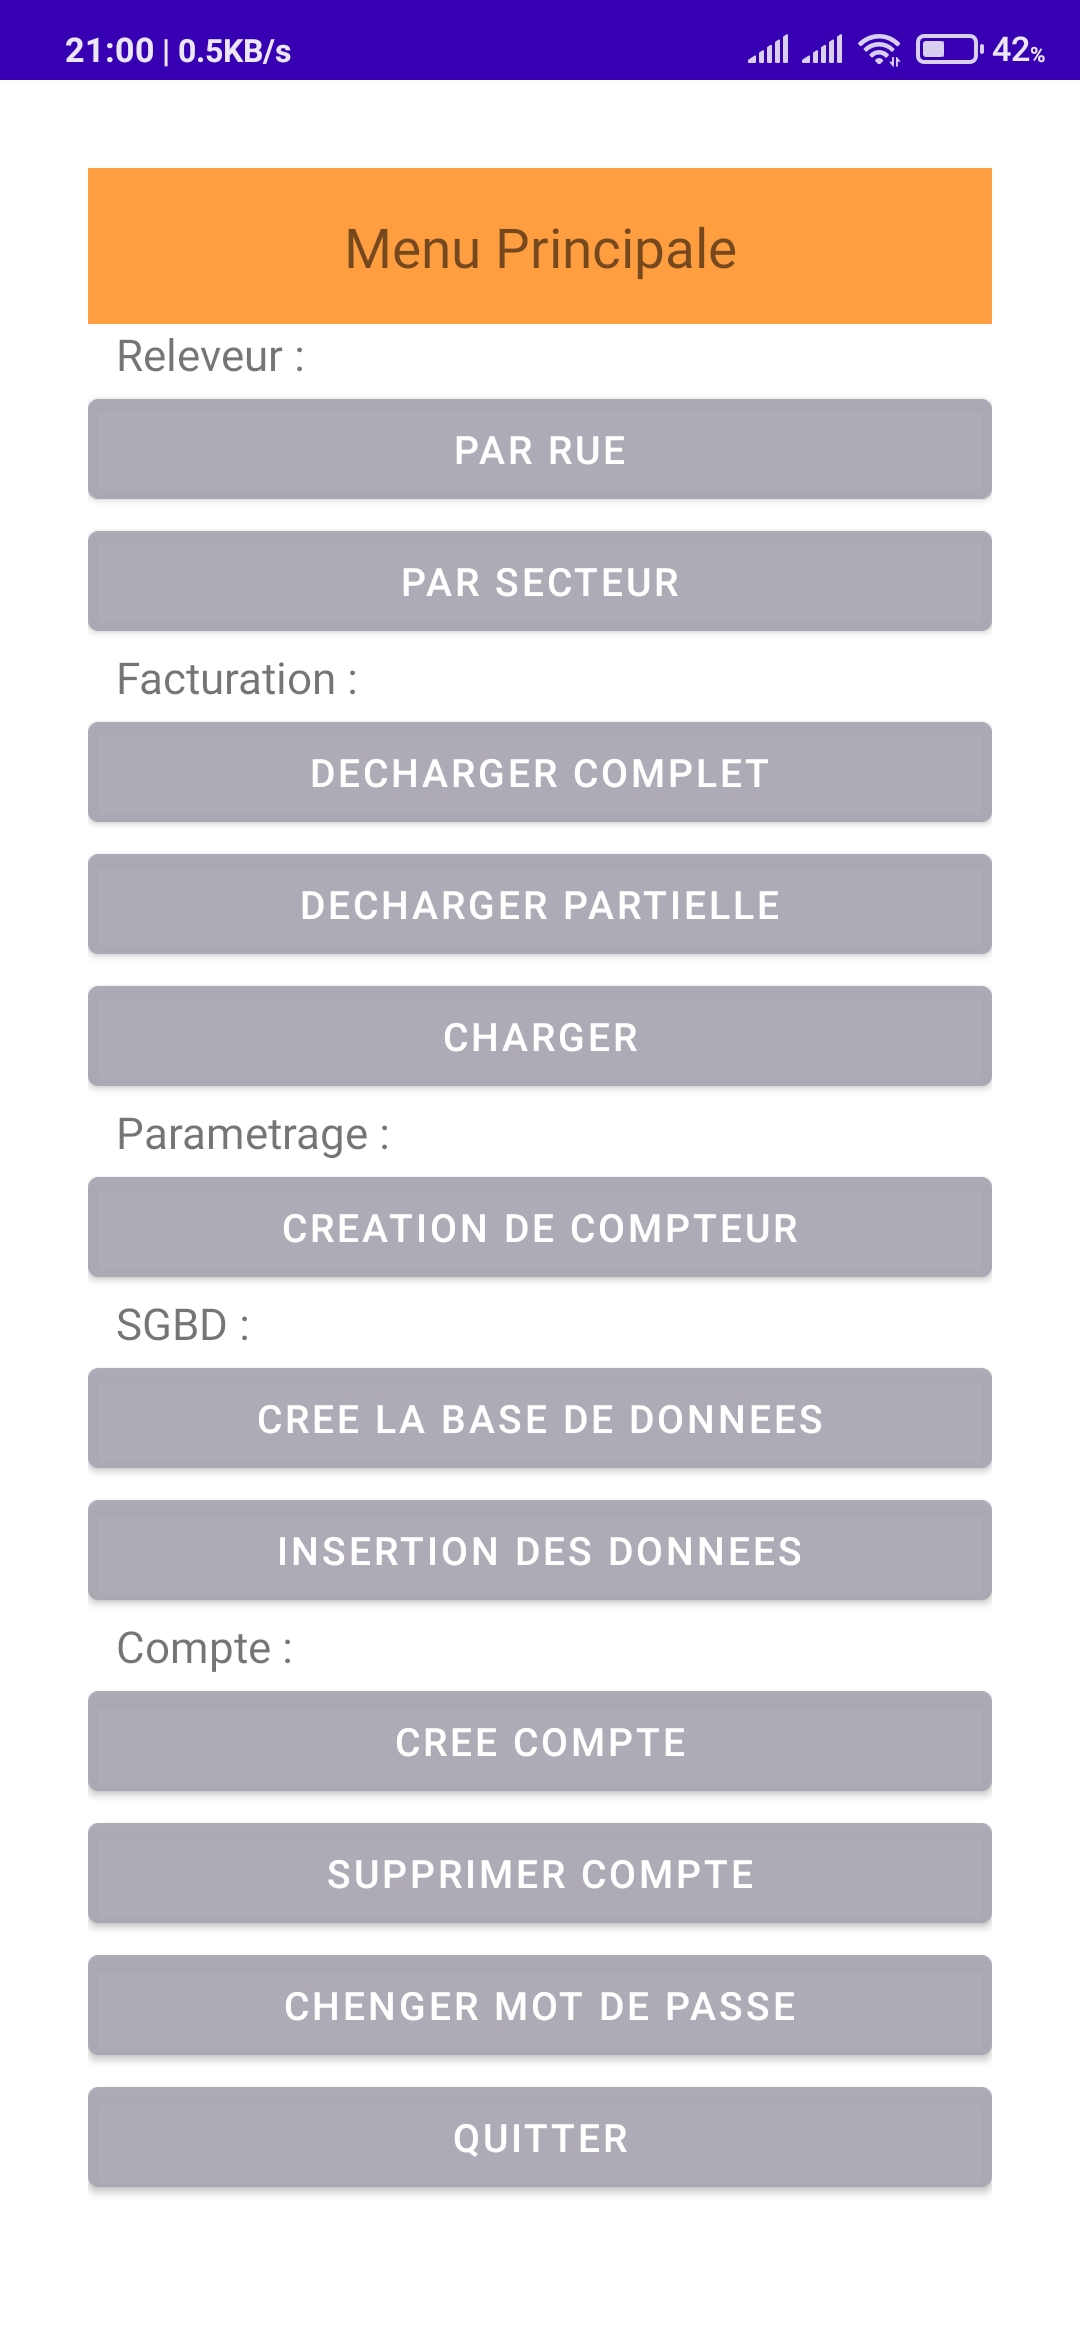 21:00 | 0.5KB/s 42%
Menu Principale
Releveur :
PAR RUE
PAR SECTEUR
Facturation :
DECHARGER COMPLET
DECHARGER PARTIELLE
CHARGER
Parametrage :
CREATION DE COMPTEUR
SGBD :
CREE LA BASE DE DONNEES
INSERTION DES DONNEES
Compte :
CREE COMPTE
SUPPRIMER COMPTE
CHENGER MOT DE PASSE
QUITTER